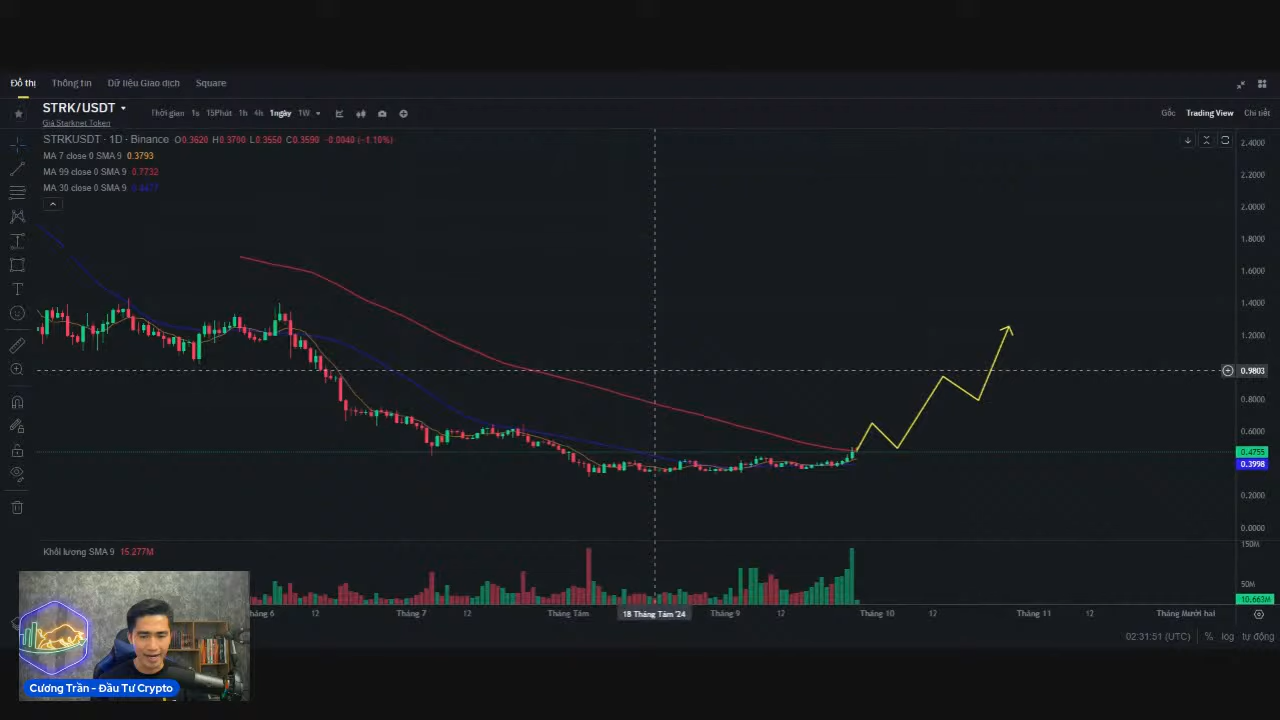 Đồ thị Thông tin Dữ liệu Giao dịch Square
STRK/USDT
Giá Starknet Token
Thời gian 1s 15Phút 1h 4h 1ngày 1W
Gốc Trading View Chi tiết
STRKUSDT · 1D · Binance O0.3620 H0.3700 L0.3550 C0.3590 -0.0040 (-1.10%)
MA 7 close 0 SMA 9 0.3793
MA 99 close 0 SMA 9 0.7732
MA 30 close 0 SMA 9
2.4000
2.2000
2.0000
1.8000
1.6000
1.4000
1.2000
0.9803
0.8000
0.6000
0.4755
0.3998
0.2000
0.0000
Khối lượng SMA 9 15.277M
150M
50M
10.663M
háng 6 12 Tháng 7 12 Tháng Tám 18 Tháng Tám '24 Tháng 9 12 Tháng 10 12 Tháng 11 12 Tháng Mười hai
02:31:51 (UTC) % log tự động
Cương Trần - Đầu Tư Crypto